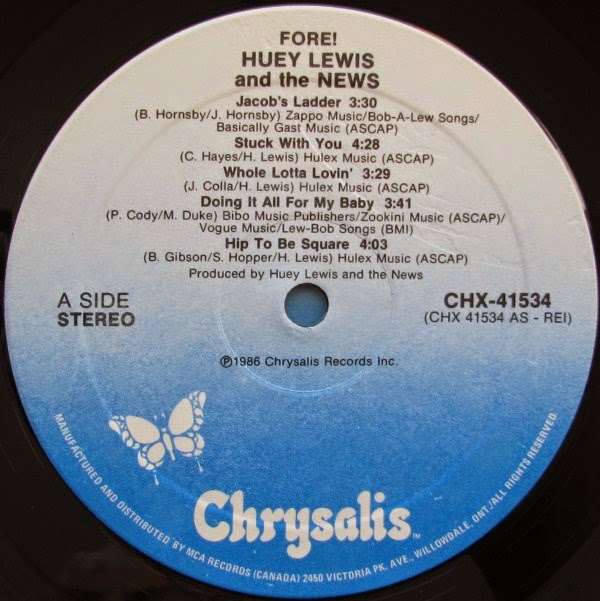 FORE!
HUEY LEWIS
and the NEWS
Jacob's Ladder 3:30
(B. Hornsby/J. Hornsby) Zappo Music/Bob-A-Lew Songs/
Basically Gast Music (ASCAP)
Stuck With You 4:28
(C. Hayes/H. Lewis) Hulex Music (ASCAP)
Whole Lotta Lovin' 3:29
(J. Colla/H. Lewis) Hulex Music (ASCAP)
Doing It All For My Baby 3:41
(P. Cody/M. Duke) Bibo Music Publishers/Zookini Music (ASCAP)/
Vogue Music/Lew-Bob Songs (BMI)
Hip To Be Square 4:03
(B. Gibson/S. Hopper/H. Lewis) Hulex Music (ASCAP)
Produced by Huey Lewis and the News
A SIDE
STEREO
CHX-41534
(CHX 41534 AS - REI)
℗1986 Chrysalis Records Inc.
Chrysalis™
MANUFACTURED AND DISTRIBUTED BY MCA RECORDS (CANADA) 2450 VICTORIA PK. AVE., WILLOWDALE, ONT./ALL RIGHTS RESERVED.